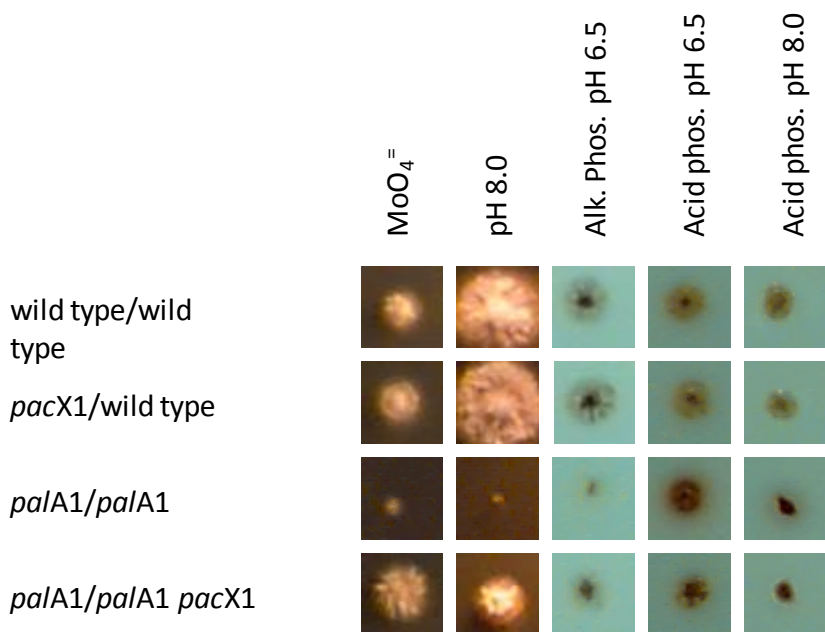 MoO₄ =
pH 8.0
Alk. Phos. pH 6.5
Acid phos. pH 6.5
Acid phos. pH 8.0
wild type/wild
type
pacX1/wild type
palA1/palA1
palA1/palA1 pacX1